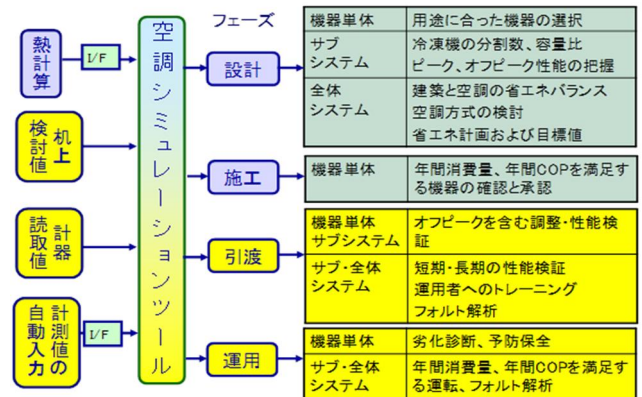 フェーズ
熱計算
I/F
机上
検討値
計器
読取値
計測値の
自動入力
I/F
空調シミュレーションツール
設計
機器単体
用途に合った機器の選択
サブ
システム
冷凍機の分割数、容量比
ピーク、オフピーク性能の把握
全体
システム
建築と空調の省エネバランス
空調方式の検討
省エネ計画および目標値
施工
機器単体
年間消費量、年間COPを満足す
る機器の確認と承認
引渡
機器単体
サブシステム
オフピークを含む調整・性能検
証
サブ・全体
システム
短期・長期の性能検証
運用者へのトレーニング
フォルト解析
運用
機器単体
劣化診断、予防保全
サブ・全体
システム
年間消費量、年間COPを満足す
る運転、フォルト解析